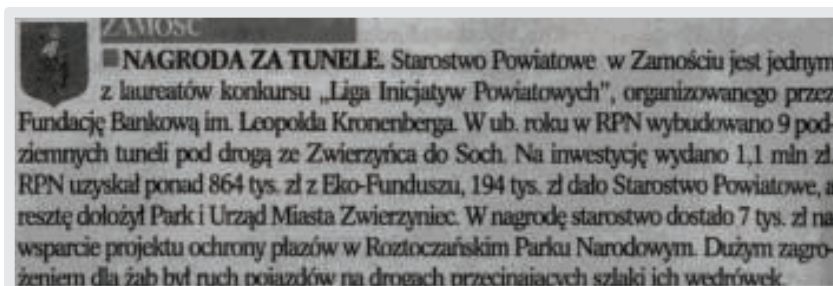 ZAMOŚĆ
■ NAGRODA ZA TUNELE. Starostwo Powiatowe w Zamościu jest jednym
z laureatów konkursu „Liga Inicjatyw Powiatowych”, organizowanego przez
Fundację Bankową im. Leopolda Kronenberga. W ub. roku w RPN wybudowano 9 pod-
ziemnych tuneli pod drogą ze Zwierzyńca do Soch. Na inwestycję wydano 1,1 mln zł.
RPN uzyskał ponad 864 tys. zł z Eko-Funduszu, 194 tys. zł dało Starostwo Powiatowe, a
resztę dołożył Park i Urząd Miasta Zwierzyniec. W nagrodę starostwo dostało 7 tys. zł na
wsparcie projektu ochrony płazów w Roztoczańskim Parku Narodowym. Dużym zagro-
żeniem dla żab był ruch pojazdów na drogach przecinających szlaki ich wędrówek.